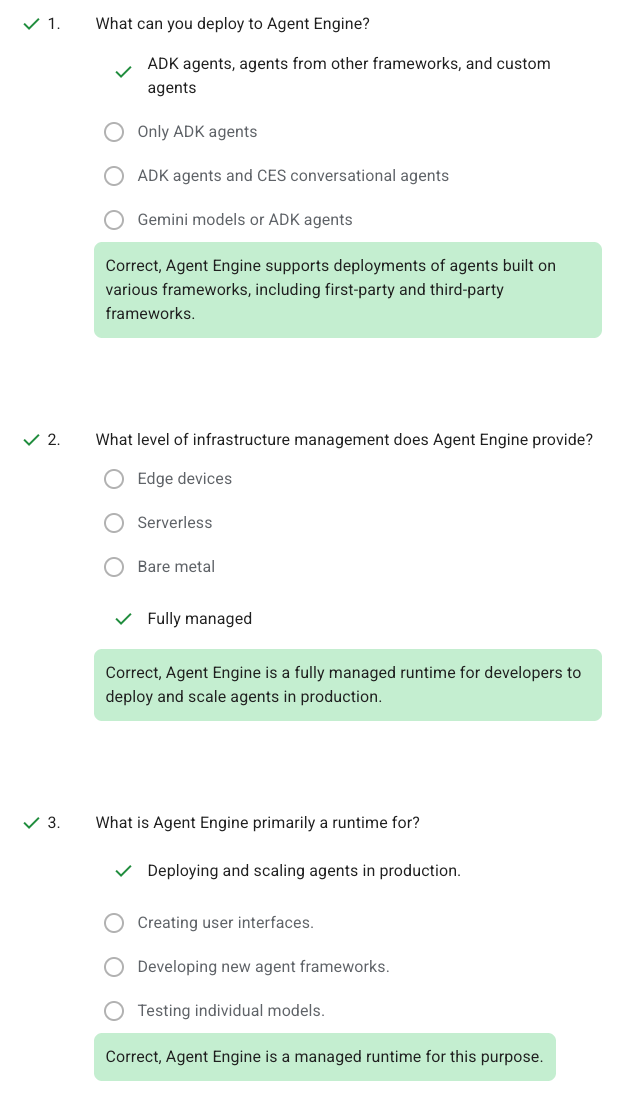 1. What can you deploy to Agent Engine?
ADK agents, agents from other frameworks, and custom
agents
Only ADK agents
ADK agents and CES conversational agents
Gemini models or ADK agents
Correct, Agent Engine supports deployments of agents built on
various frameworks, including first-party and third-party
frameworks.
2. What level of infrastructure management does Agent Engine provide?
Edge devices
Serverless
Bare metal
Fully managed
Correct, Agent Engine is a fully managed runtime for developers to
deploy and scale agents in production.
3. What is Agent Engine primarily a runtime for?
Deploying and scaling agents in production.
Creating user interfaces.
Developing new agent frameworks.
Testing individual models.
Correct, Agent Engine is a managed runtime for this purpose.